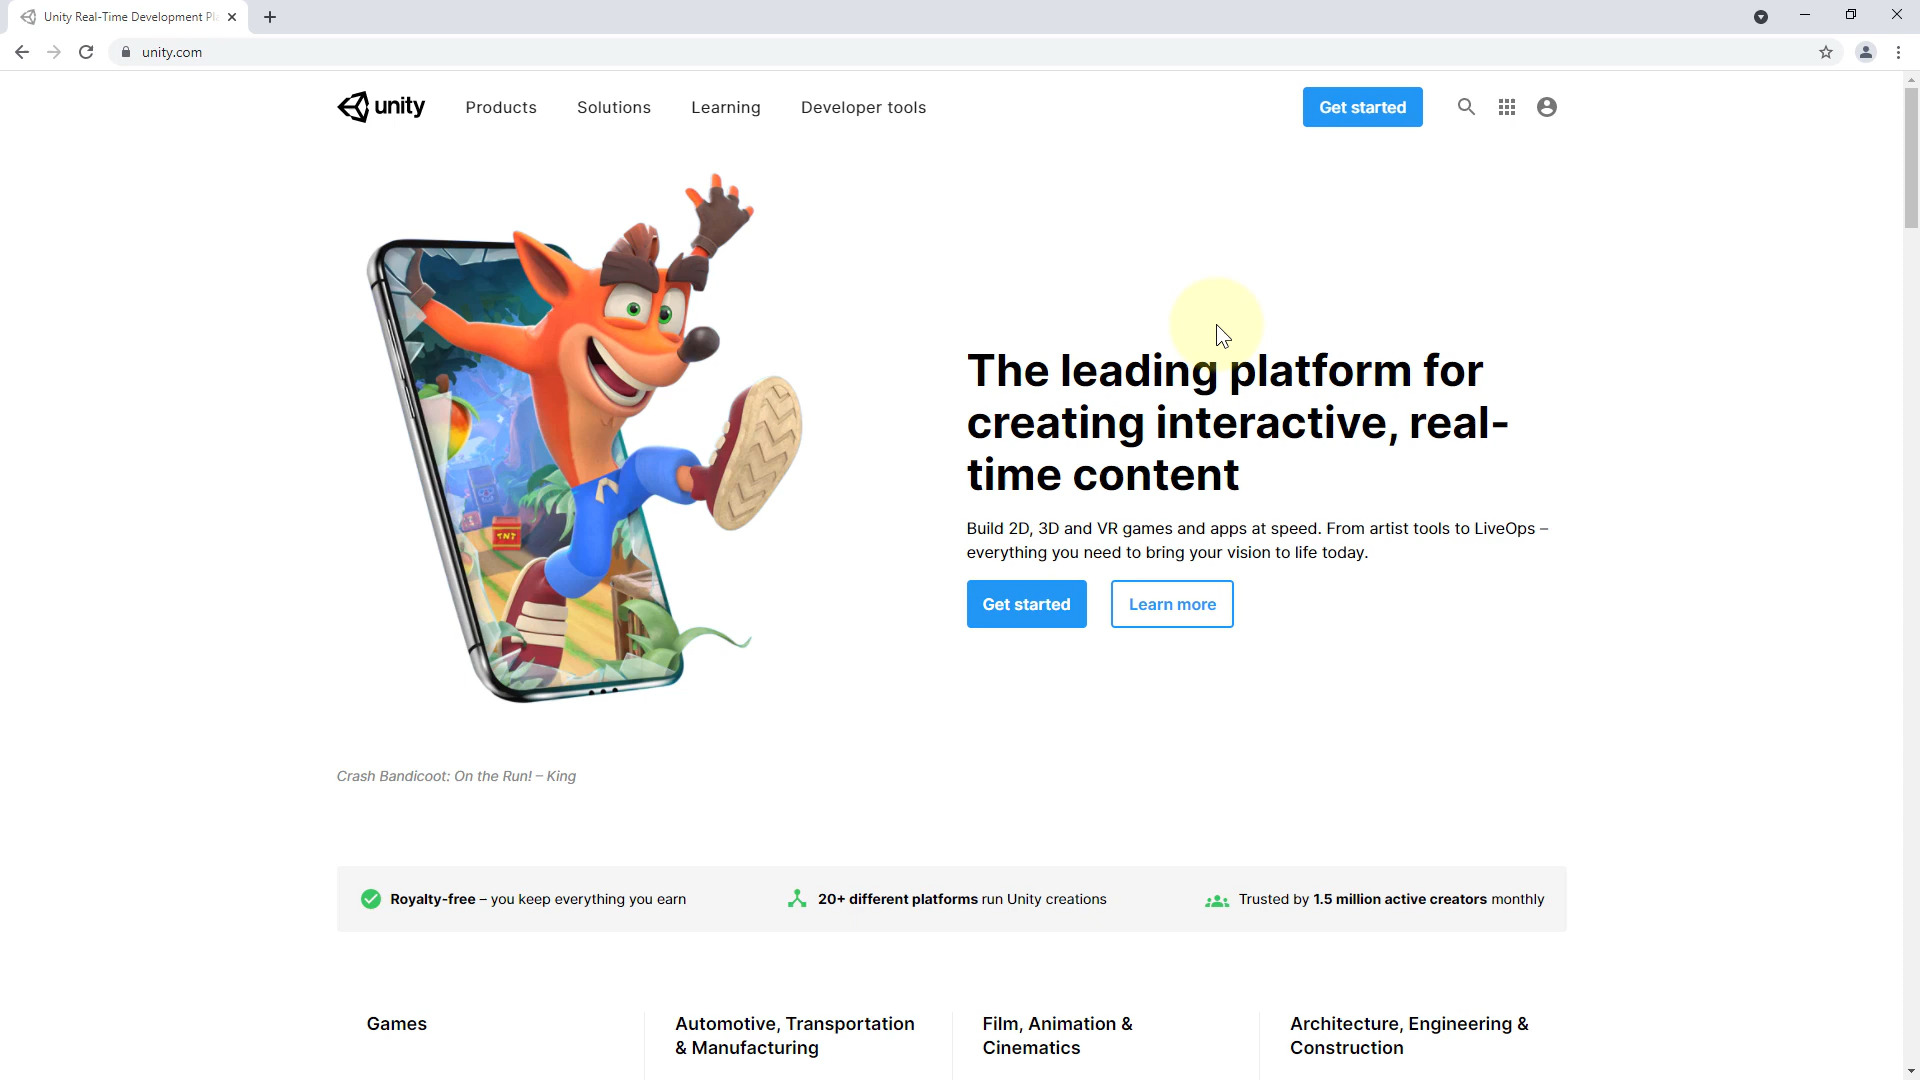 Unity Real-Time Development Pl
unity.com
unity
Products
Solutions
Learning
Developer tools
Get started
TNT
The leading platform for
creating interactive, real-
time content
Build 2D, 3D and VR games and apps at speed. From artist tools to LiveOps –
everything you need to bring your vision to life today.
Get started
Learn more
Crash Bandicoot: On the Run! – King
Royalty-free – you keep everything you earn
20+ different platforms run Unity creations
Trusted by 1.5 million active creators monthly
Games
Automotive, Transportation
& Manufacturing
Film, Animation &
Cinematics
Architecture, Engineering &
Construction